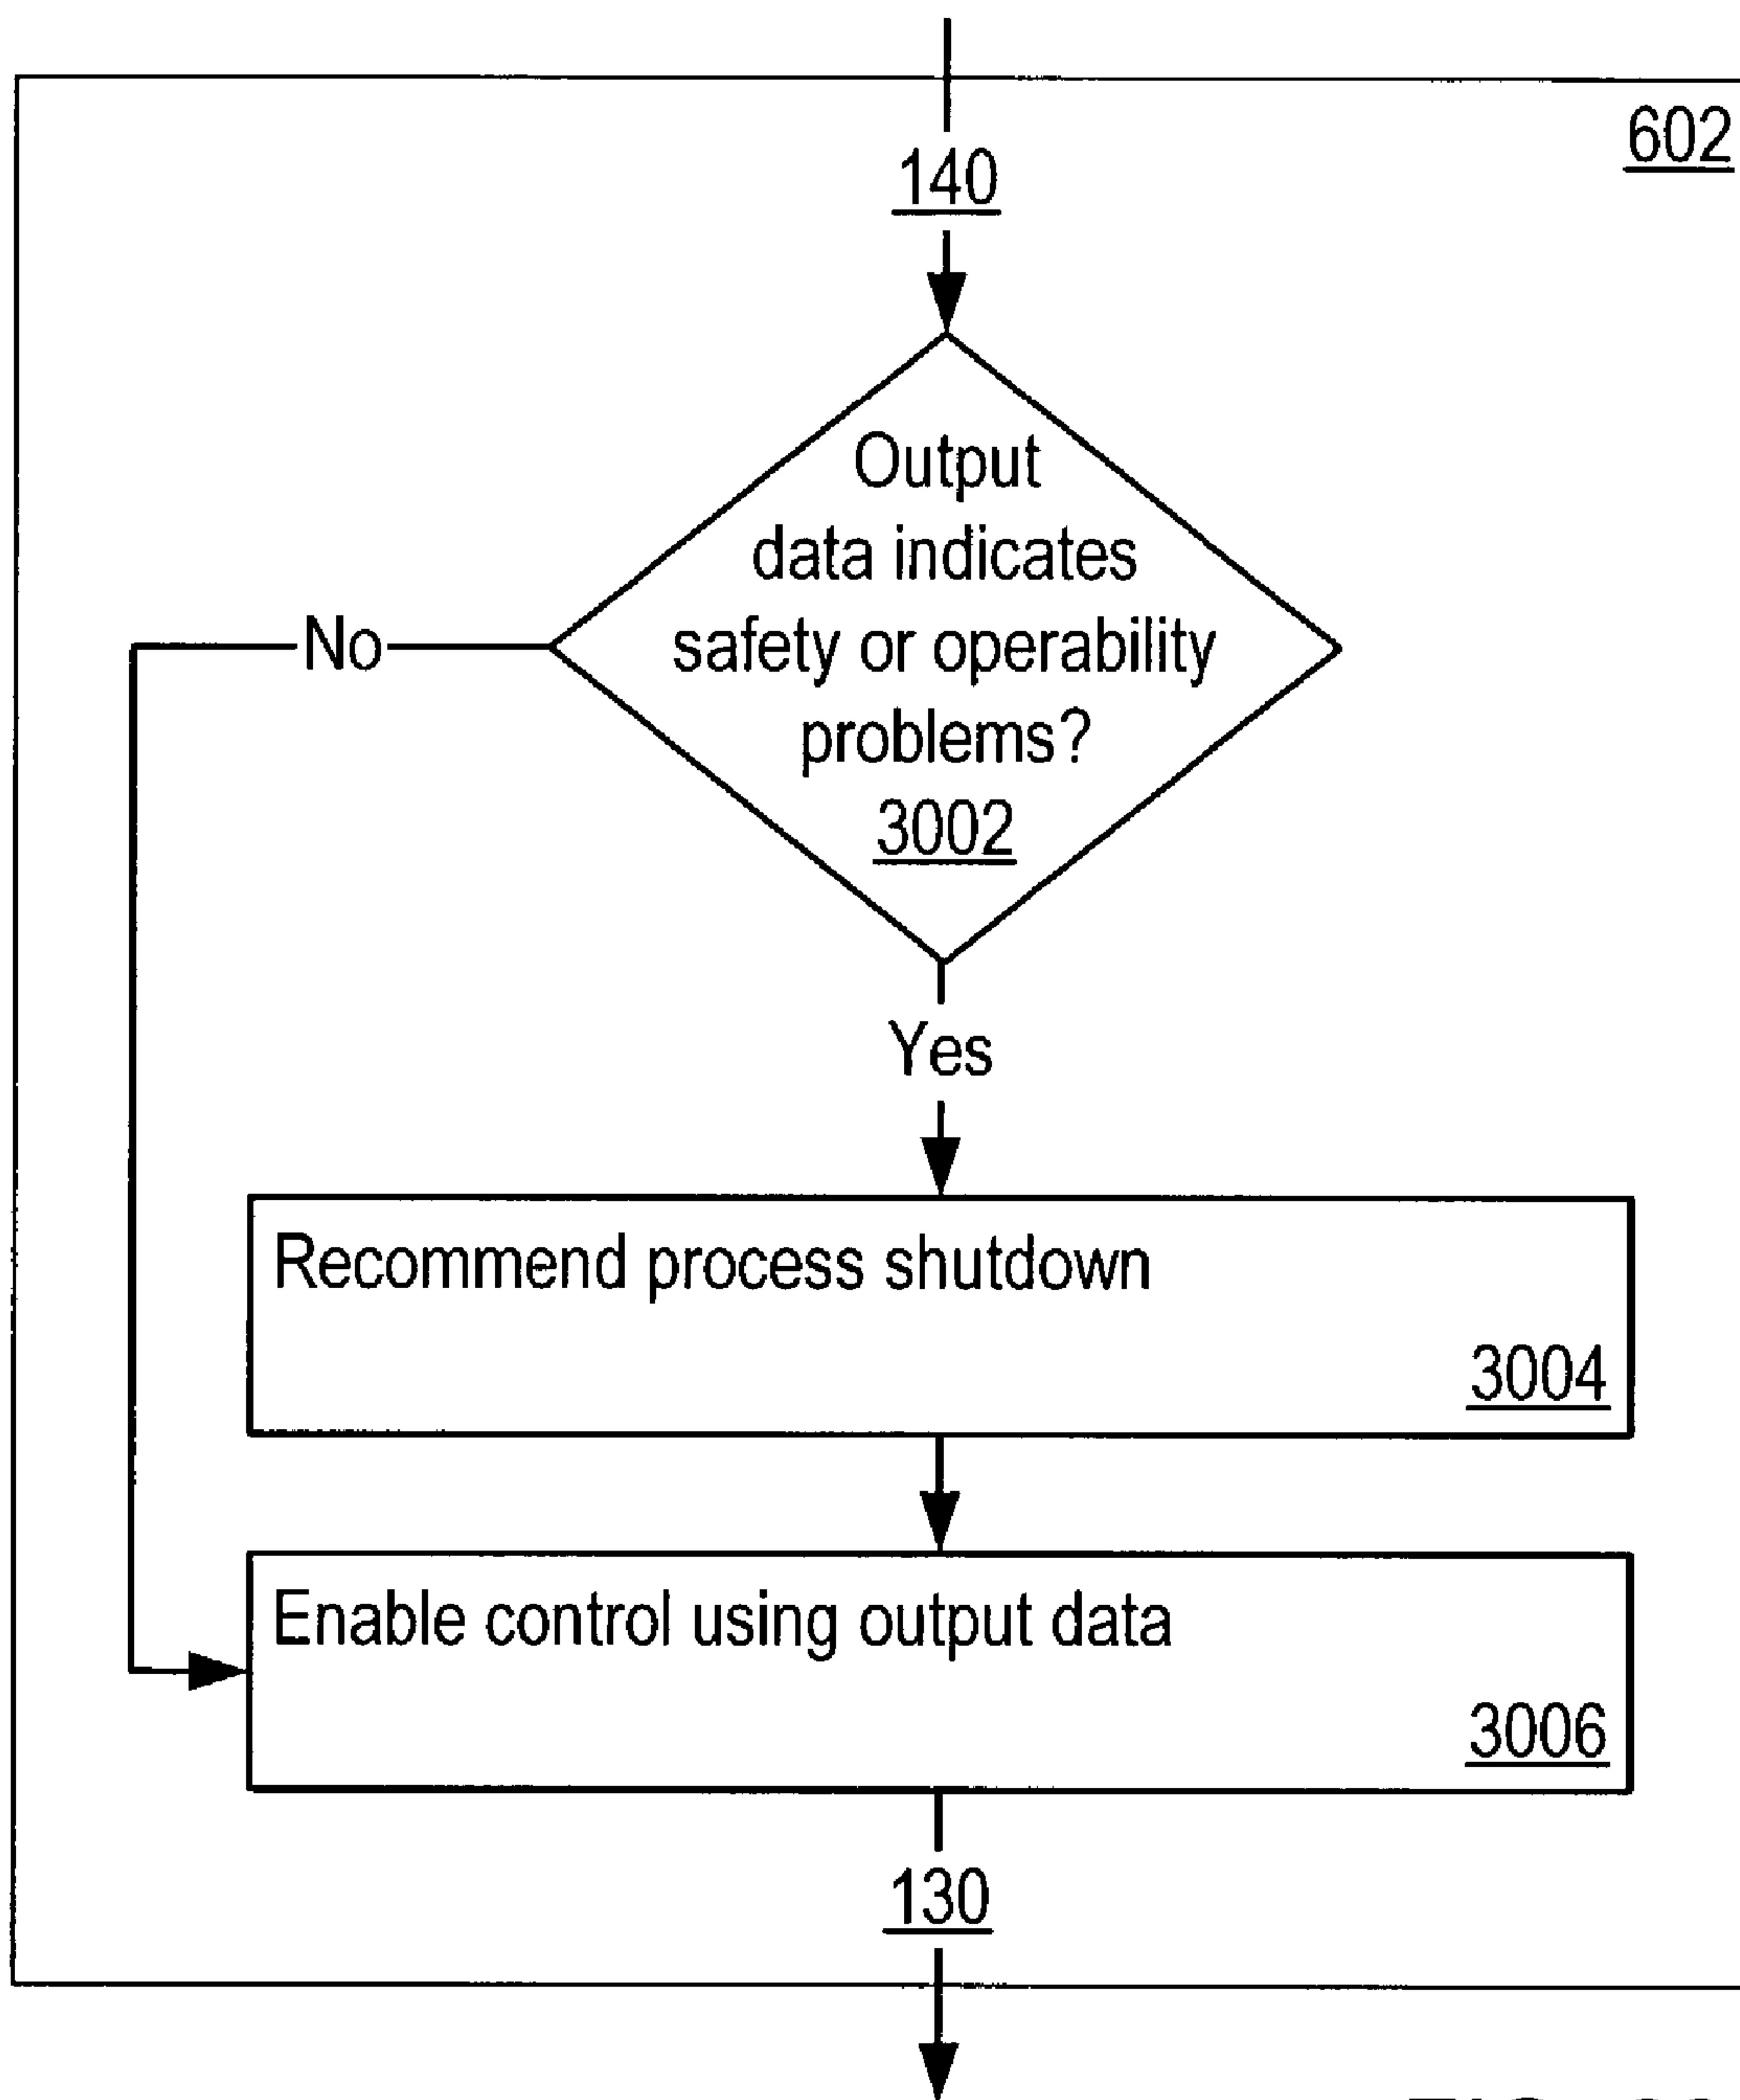 602
140
Output
data indicates
safety or operability
problems?
3002
No
Yes
Recommend process shutdown
3004
Enable control using output data
3006
130